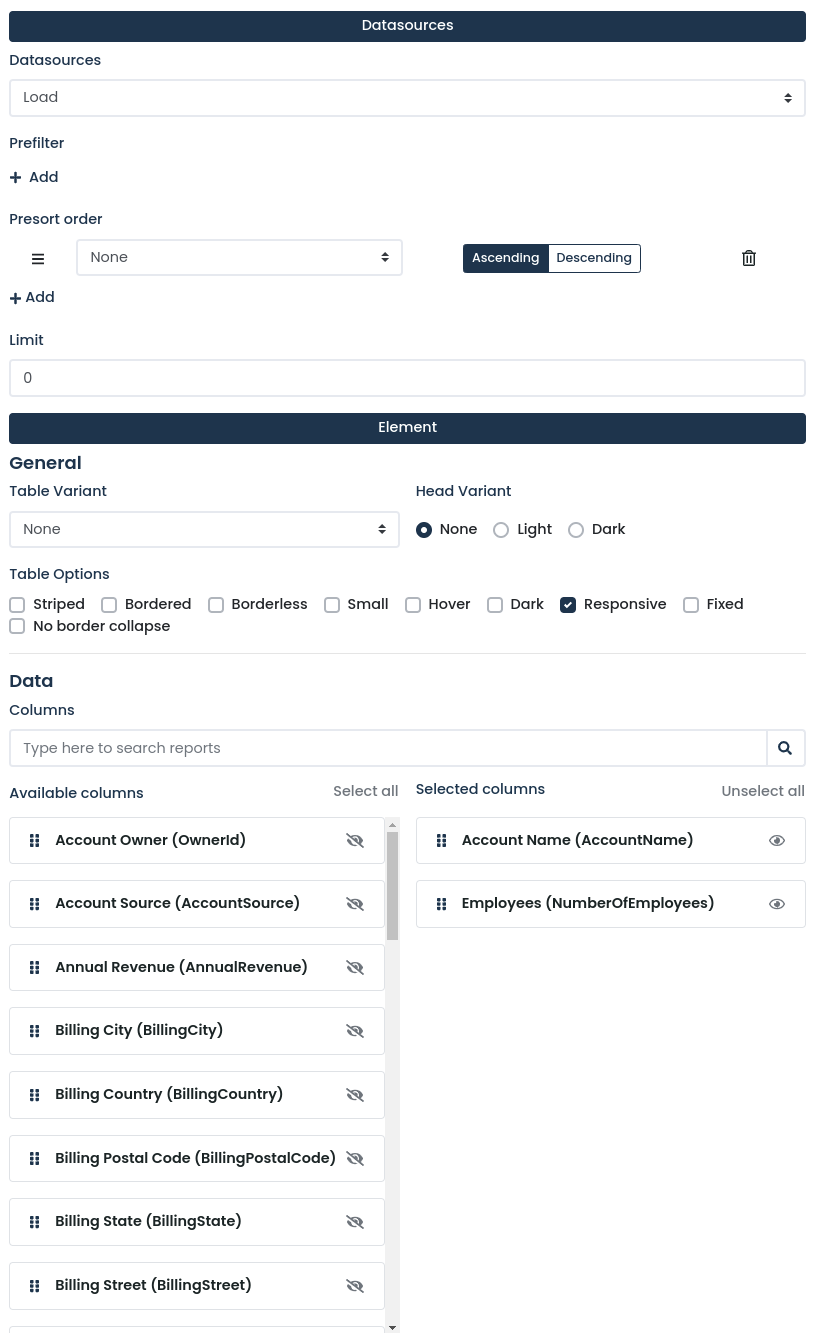 Datasources
Datasources
Load
Prefilter
Add
Presort order
None
Ascending Descending
Add
Limit
0
Element
General
Table Variant Head Variant
None None Light Dark
Table Options
Striped Bordered Borderless Small Hover Dark Responsive Fixed
No border collapse
Data
Columns
Type here to search reports
Available columns Select all
Account Owner (OwnerId)
Account Source (AccountSource)
Annual Revenue (AnnualRevenue)
Billing City (BillingCity)
Billing Country (BillingCountry)
Billing Postal Code (BillingPostalCode)
Billing State (BillingState)
Billing Street (BillingStreet)
Selected columns Unselect all
Account Name (AccountName)
Employees (NumberOfEmployees)